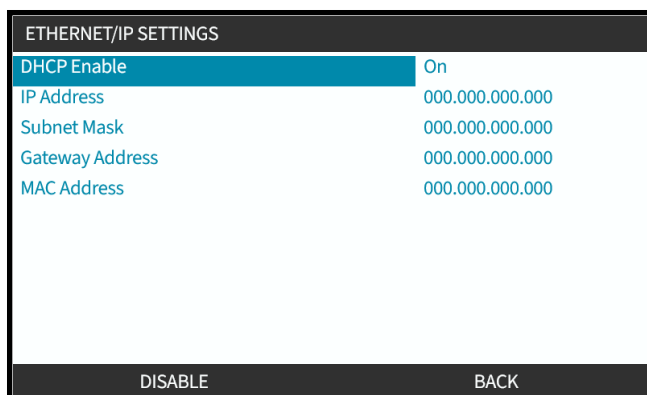 ETHERNET/IP SETTINGS
DHCP Enable On
IP Address 000.000.000.000
Subnet Mask 000.000.000.000
Gateway Address 000.000.000.000
MAC Address 000.000.000.000
DISABLE BACK